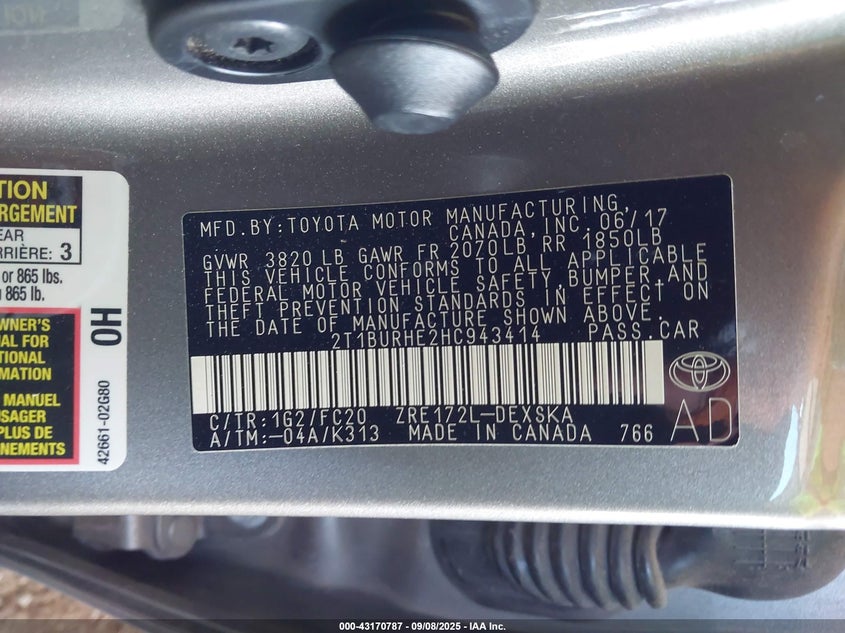 TION
RGEMENT
EAR
RRIÈRE: 3
or 865 lbs.
865 lb.
WNER'S
AL FOR
TIONAL
RMATION
MANUEL
USAGER
PLUS DE
NEMENTS
OH
42661-02G80
MFD.BY:TOYOTA MOTOR MANUFACTURING,
CANADA, INC. 06/17
GVWR 3820 LB GAWR FR 2070LB, RR 1850LB
THIS VEHICLE CONFORMS TO ALL APPLICABLE
FEDERAL MOTOR VEHICLE SAFETY, BUMPER, AND
THEFT PREVENTION STANDARDS IN EFFECT ON
THE DATE OF MANUFACTURE SHOWN ABOVE.
2T1BURHE2HC943414 PASS.CAR
C/TR:1G2/FC20 ZRE172L-DEXSKA
A/TM:-04A/K313 MADE IN CANADA 766
AD
000-43170787 - 09/08/2025 - IAA Inc.